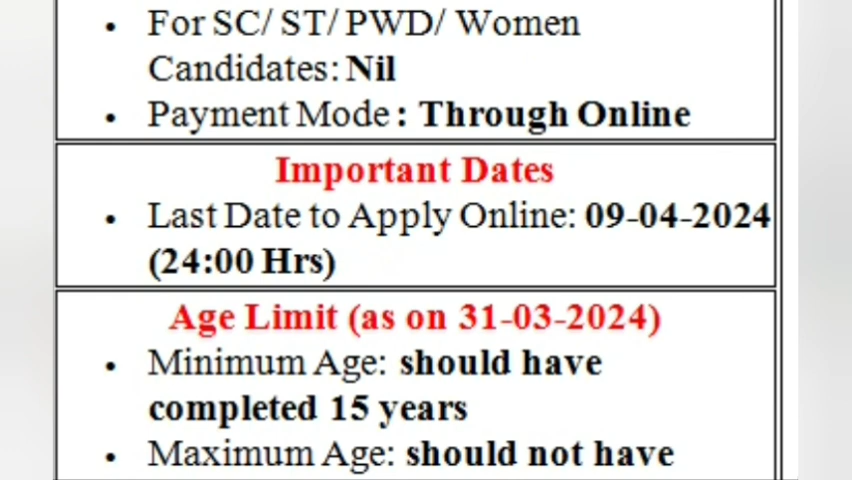 • For SC/ ST/ PWD/ Women
Candidates: Nil
• Payment Mode : Through Online
Important Dates
• Last Date to Apply Online: 09-04-2024
(24:00 Hrs)
Age Limit (as on 31-03-2024)
• Minimum Age: should have
completed 15 years
• Maximum Age: should not have